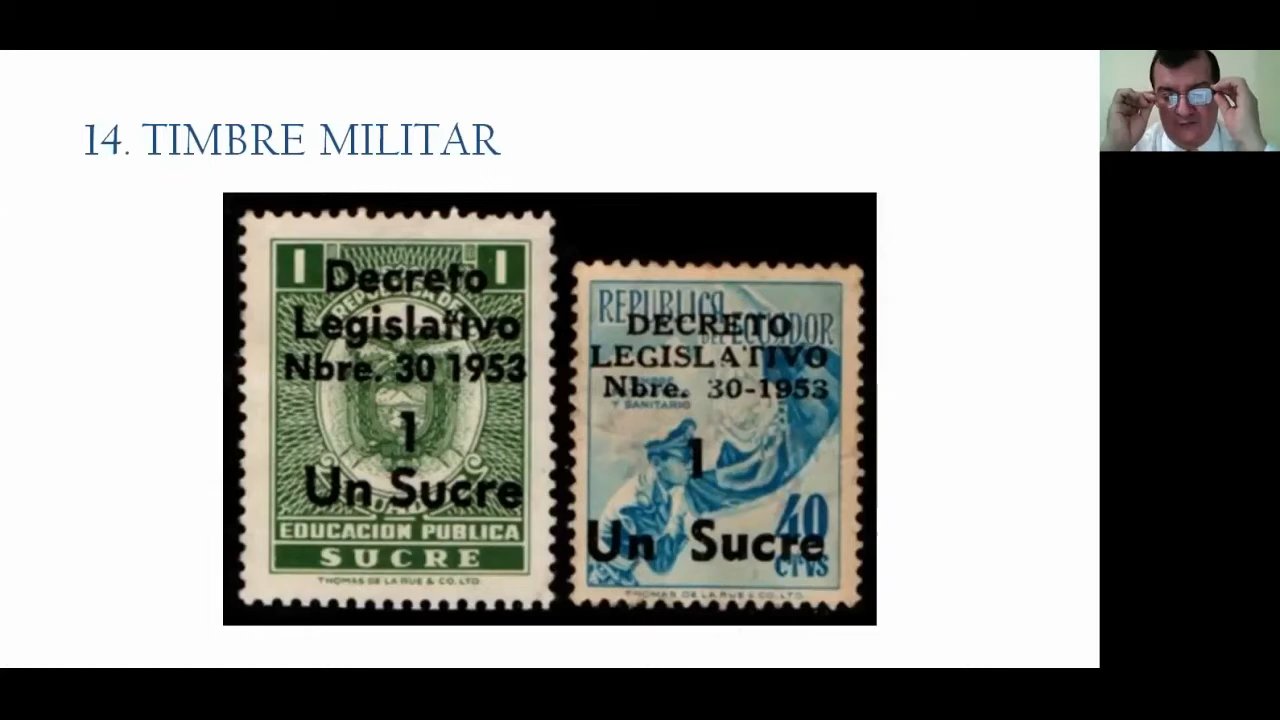 14. TIMBRE MILITAR
1 1
REPUBLICA DEL
Decreto
Legislativo
Nbre. 30 1953
1
Un Sucre
EDUCACION PUBLICA
SUCRE
THOMAS DE LA RUE & CO. LTD.
REPUBLICA
DEL ECUADOR
DECRETO
LEGISLATIVO
Nbre. 30-1953
Y SANITARIO
1
40
Un Sucre
CTVS
THOMAS DE LA RUE & CO. LTD.